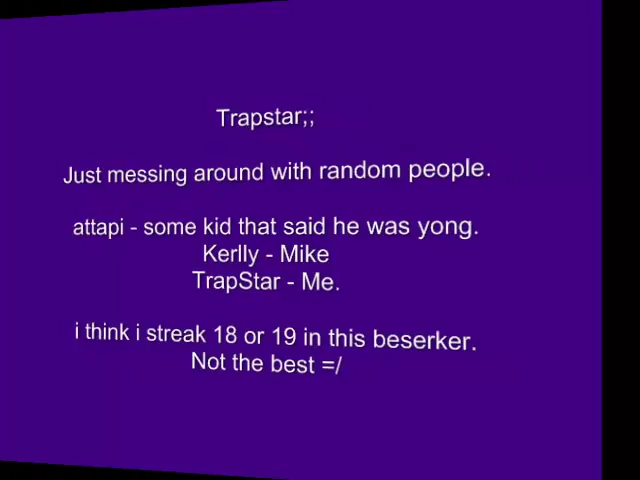 Trapstar;;
Just messing around with random people.
attapi - some kid that said he was yong.
Kerlly - Mike
TrapStar - Me.
i think i streak 18 or 19 in this beserker.
Not the best =/